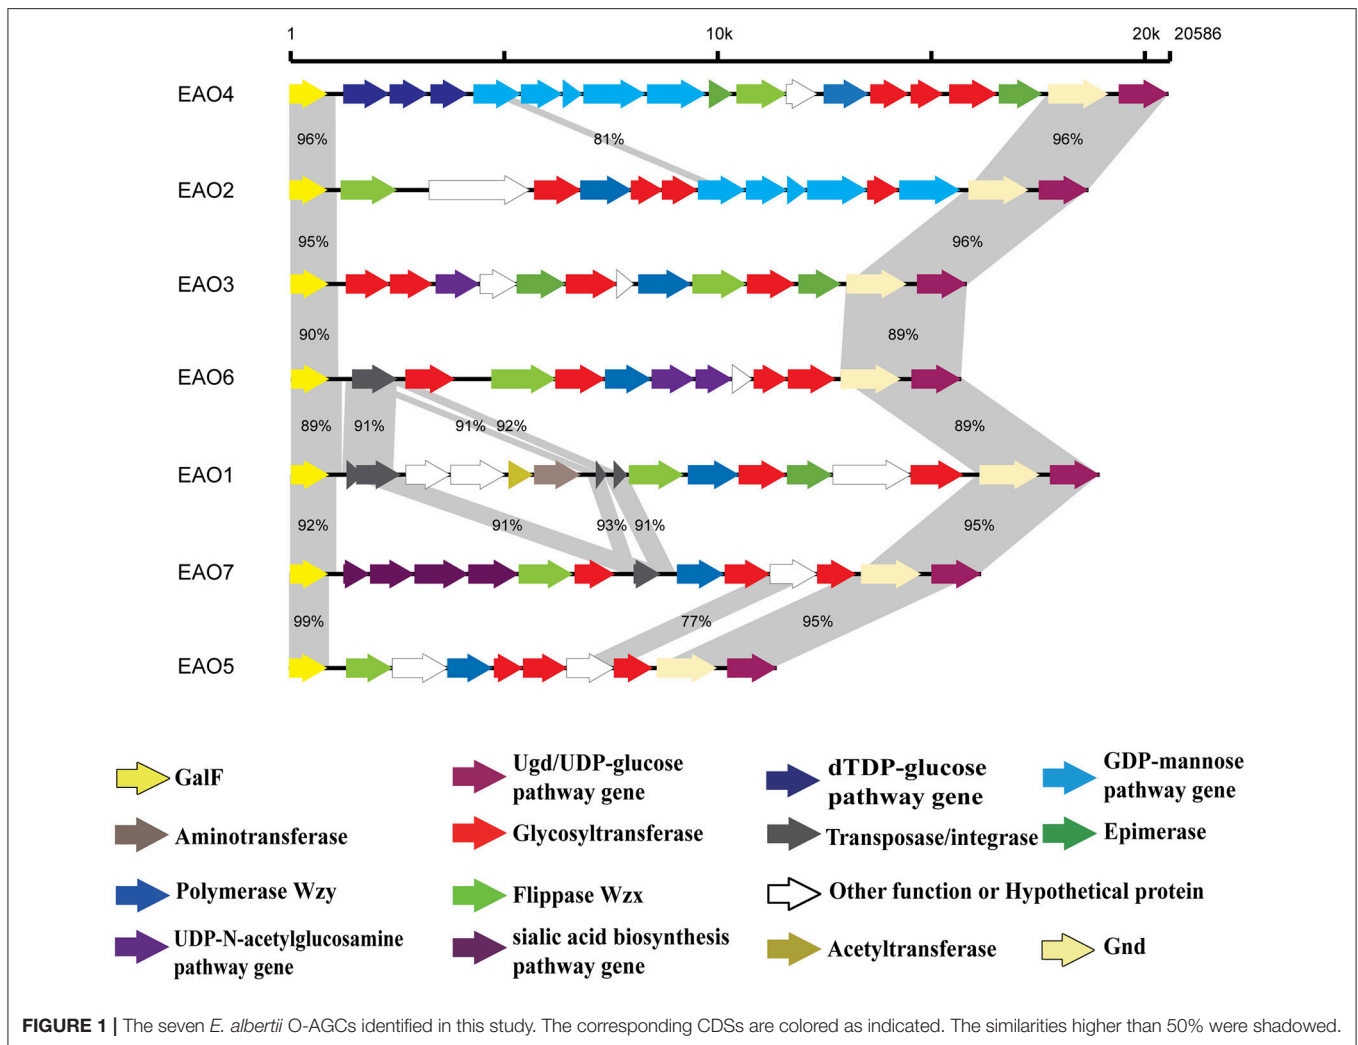 1 10k 20k 20586
EAO4
96% 81% 96%
EAO2
95% 96%
EAO3
90% 89%
EAO6
89% 91% 91% 92% 89%
EAO1
92% 91% 93% 91% 95%
EAO7
99% 77% 95%
EAO5
GalF
Ugd/UDP-glucose
pathway gene
dTDP-glucose
pathway gene
GDP-mannose
pathway gene
Aminotransferase
Glycosyltransferase
Transposase/integrase
Epimerase
Polymerase Wzy
Flippase Wzx
Other function or Hypothetical protein
UDP-N-acetylglucosamine
pathway gene
sialic acid biosynthesis
pathway gene
Acetyltransferase
Gnd
FIGURE 1 | The seven E. albertii O-AGCs identified in this study. The corresponding CDSs are colored as indicated. The similarities higher than 50% were shadowed.